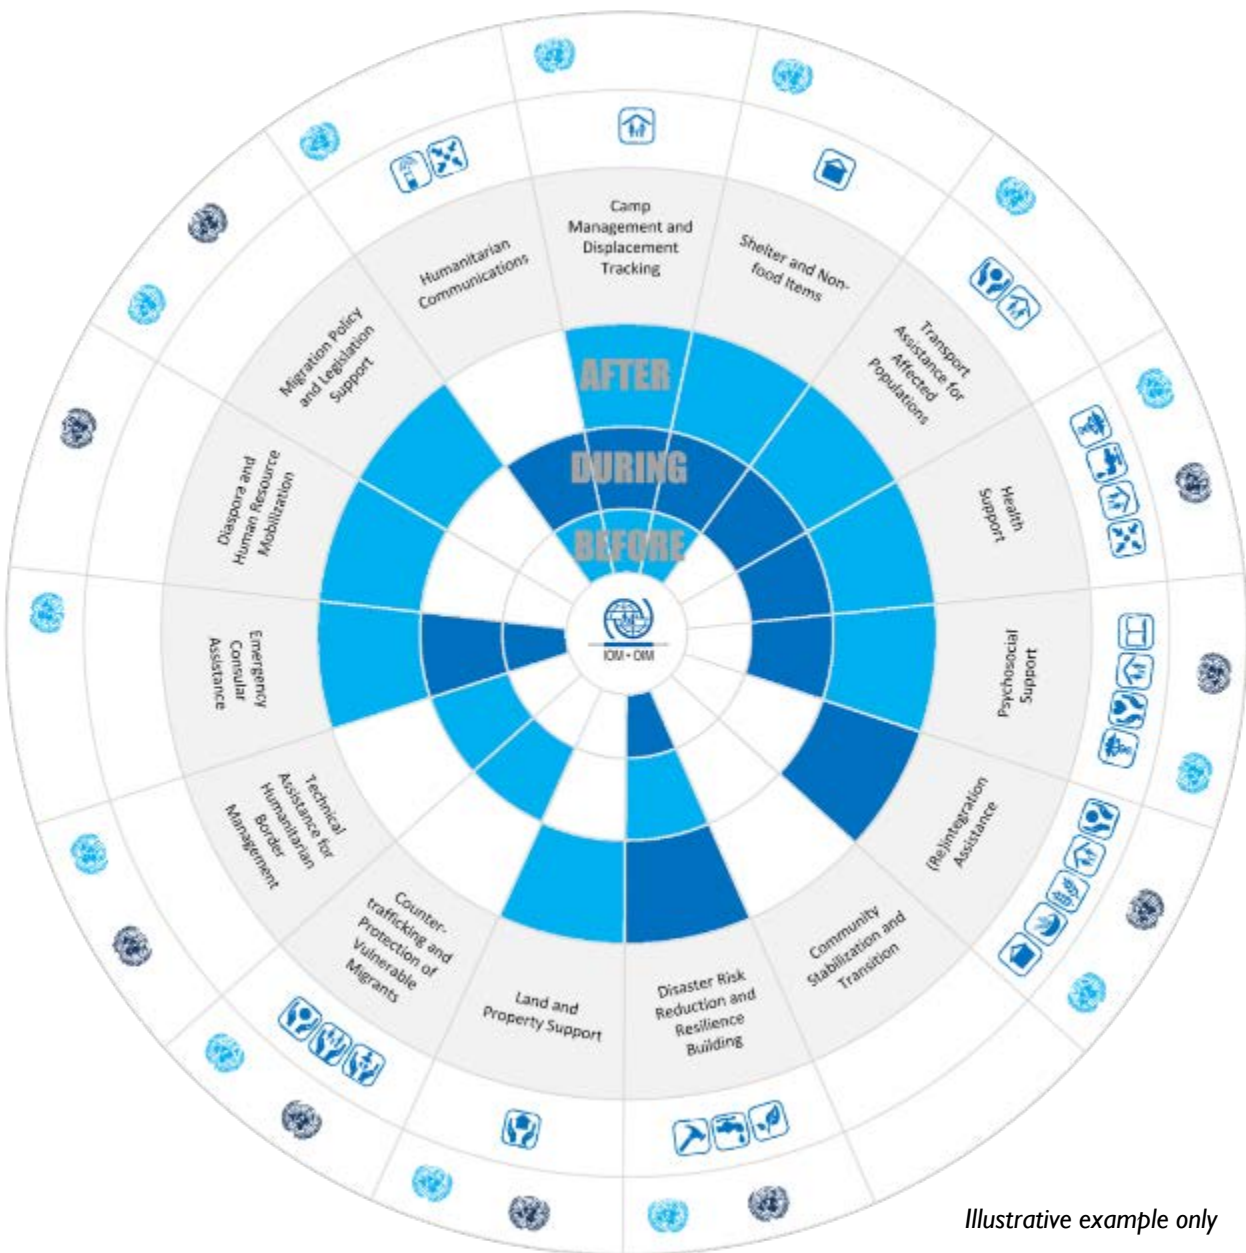 Camp
Management and
Displacement
Tracking
Shelter and Non-
food Items
Transport
Assistance for
Affected
Populations
Health
Support
Psychosocial
Support
(Re)integration
Assistance
Community
Stabilization and
Transition
Disaster Risk
Reduction and
Resilience
Building
Land and
Property Support
Counter-
trafficking and
Protection of
Vulnerable
Migrants
Technical
Assistance for
Humanitarian
Border
Management
Emergency
Consular
Assistance
Diaspora and
Human Resource
Mobilization
Migration Policy
and Legislation
Support
Humanitarian
Communications
AFTER
DURING
BEFORE
IOM • OIM
Illustrative example only